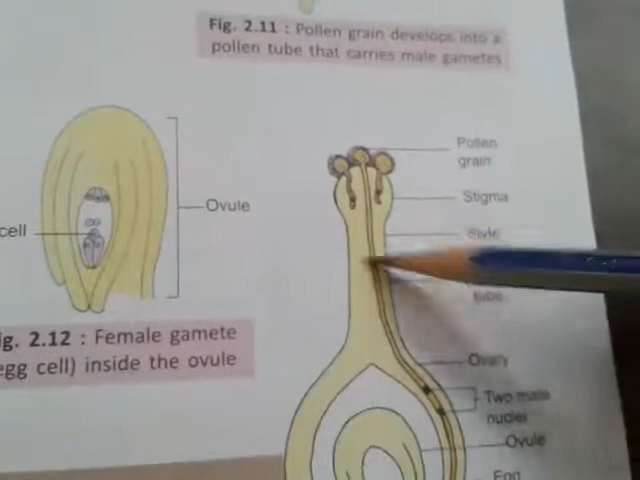 Fig. 2.11 : Pollen grain develops into a
pollen tube that carries male gametes
Pollen
grain
Stigma
Style
tube
Ovary
Two male
nuclei
Ovule
Egg
cell
Ovule
g. 2.12 : Female gamete
egg cell) inside the ovule